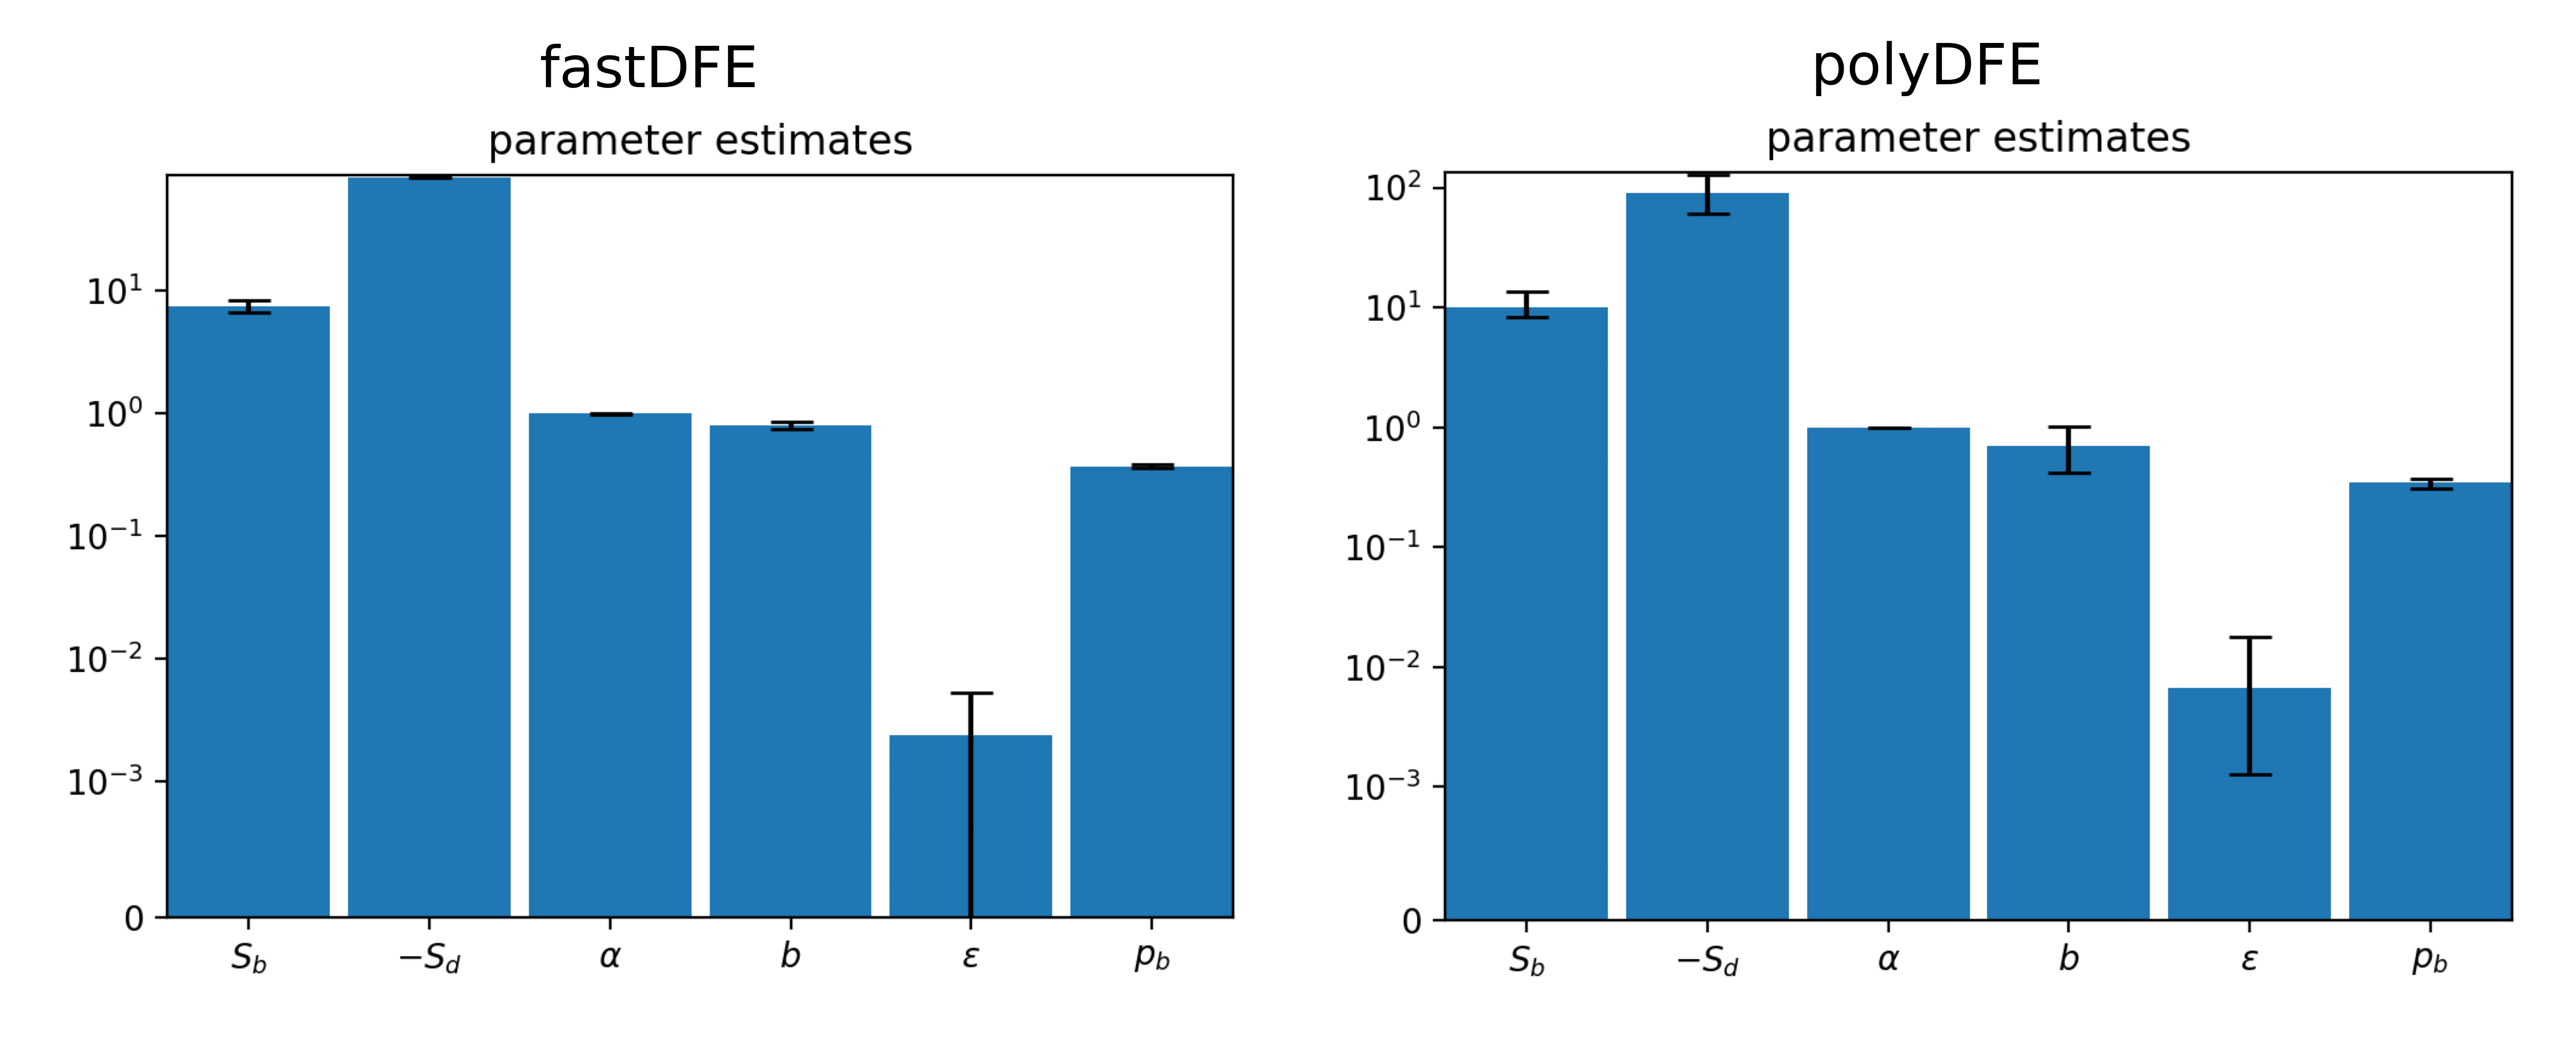 fastDFE
parameter estimates
10¹
10⁰
10⁻¹
10⁻²
10⁻³
0
S_b
−S_d
α
b
ε
p_b
polyDFE
parameter estimates
10²
10¹
10⁰
10⁻¹
10⁻²
10⁻³
0
S_b
−S_d
α
b
ε
p_b